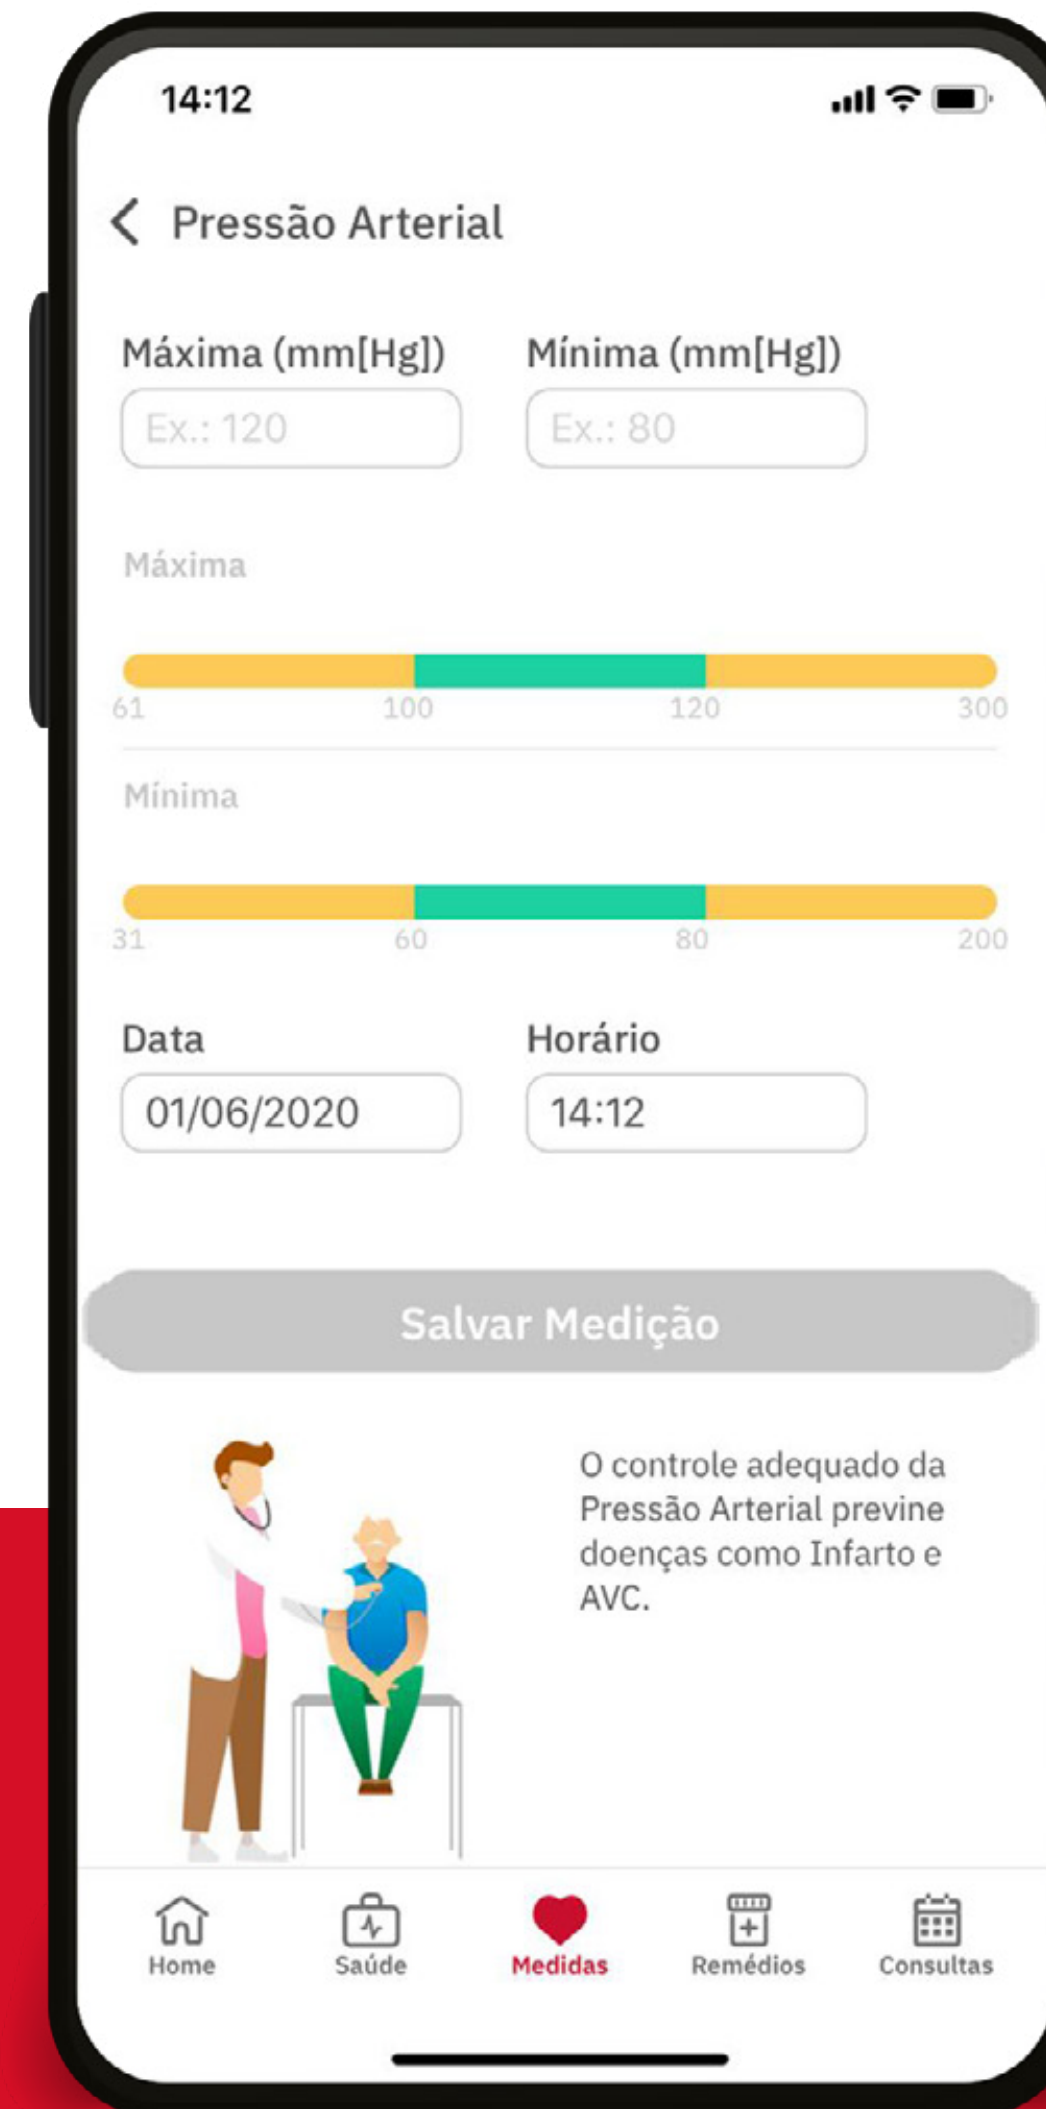 14:12
Pressão Arterial
Máxima (mm[Hg]) Mínima (mm[Hg])
Ex.: 120 Ex.: 80
Máxima
61 100 120 300
Mínima
31 60 80 200
Data Horário
01/06/2020 14:12
Salvar Medição
O controle adequado da
Pressão Arterial previne
doenças como Infarto e
AVC.
Home Saúde Medidas Remédios Consultas